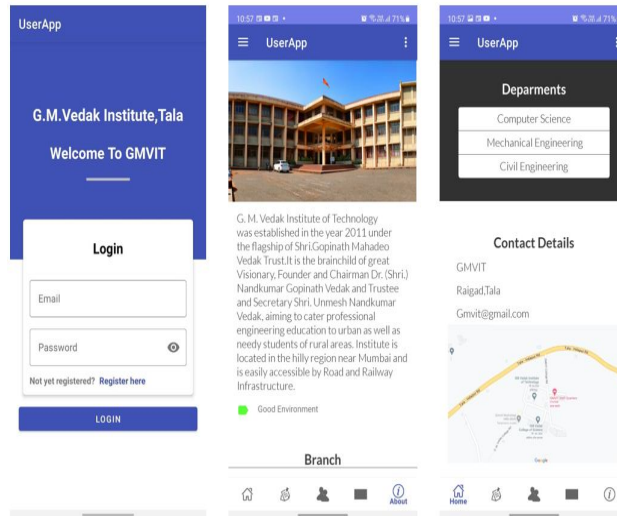 UserApp
G.M.Vedak Institute,Tala
Welcome To GMVIT
Login
Email
Password
Not yet registered? Register here
LOGIN
10:57
71%
UserApp
G. M. Vedak Institute of Technology
was established in the year 2011 under
the flagship of Shri.Gopinath Mahadeo
Vedak Trust.It is the brainchild of great
Visionary, Founder and Chairman Dr. (Shri.)
Nandkumar Gopinath Vedak and Trustee
and Secretary Shri. Unmesh Nandkumar
Vedak, aiming to cater professional
engineering education to urban as well as
needy students of rural areas. Institute is
located in the hilly region near Mumbai and
is easily accessible by Road and Railway
Infrastructure.
Good Environment
Branch
About
10:57
71%
UserApp
Deparments
Computer Science
Mechanical Engineering
Civil Engineering
Contact Details
GMVIT
Raigad,Tala
Gmvit@gmail.com
Google
Home